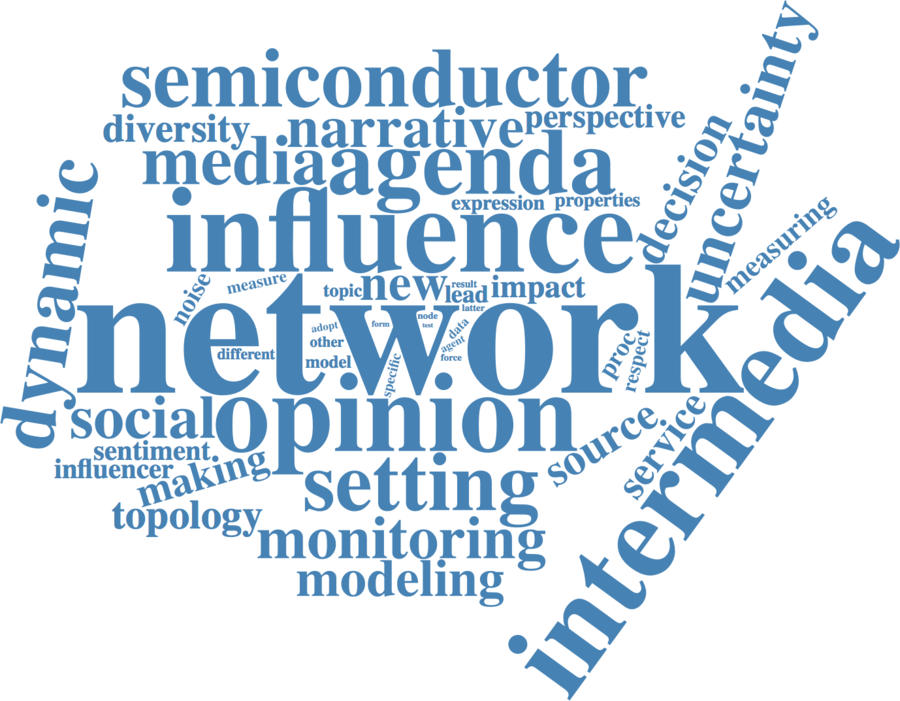 uncertainty
semiconductor
diversity
narrative
perspective
decision
media
agenda
dynamic
expression
properties
influence
measuring
intermedia
noise
measure
topic
new
result
lead
impact
latter
network
adopt
form
node
test
data
other
agent
different
model
specific
force
proc
respect
social
opinion
source
service
sentiment
influencer
making
setting
topology
monitoring
modeling